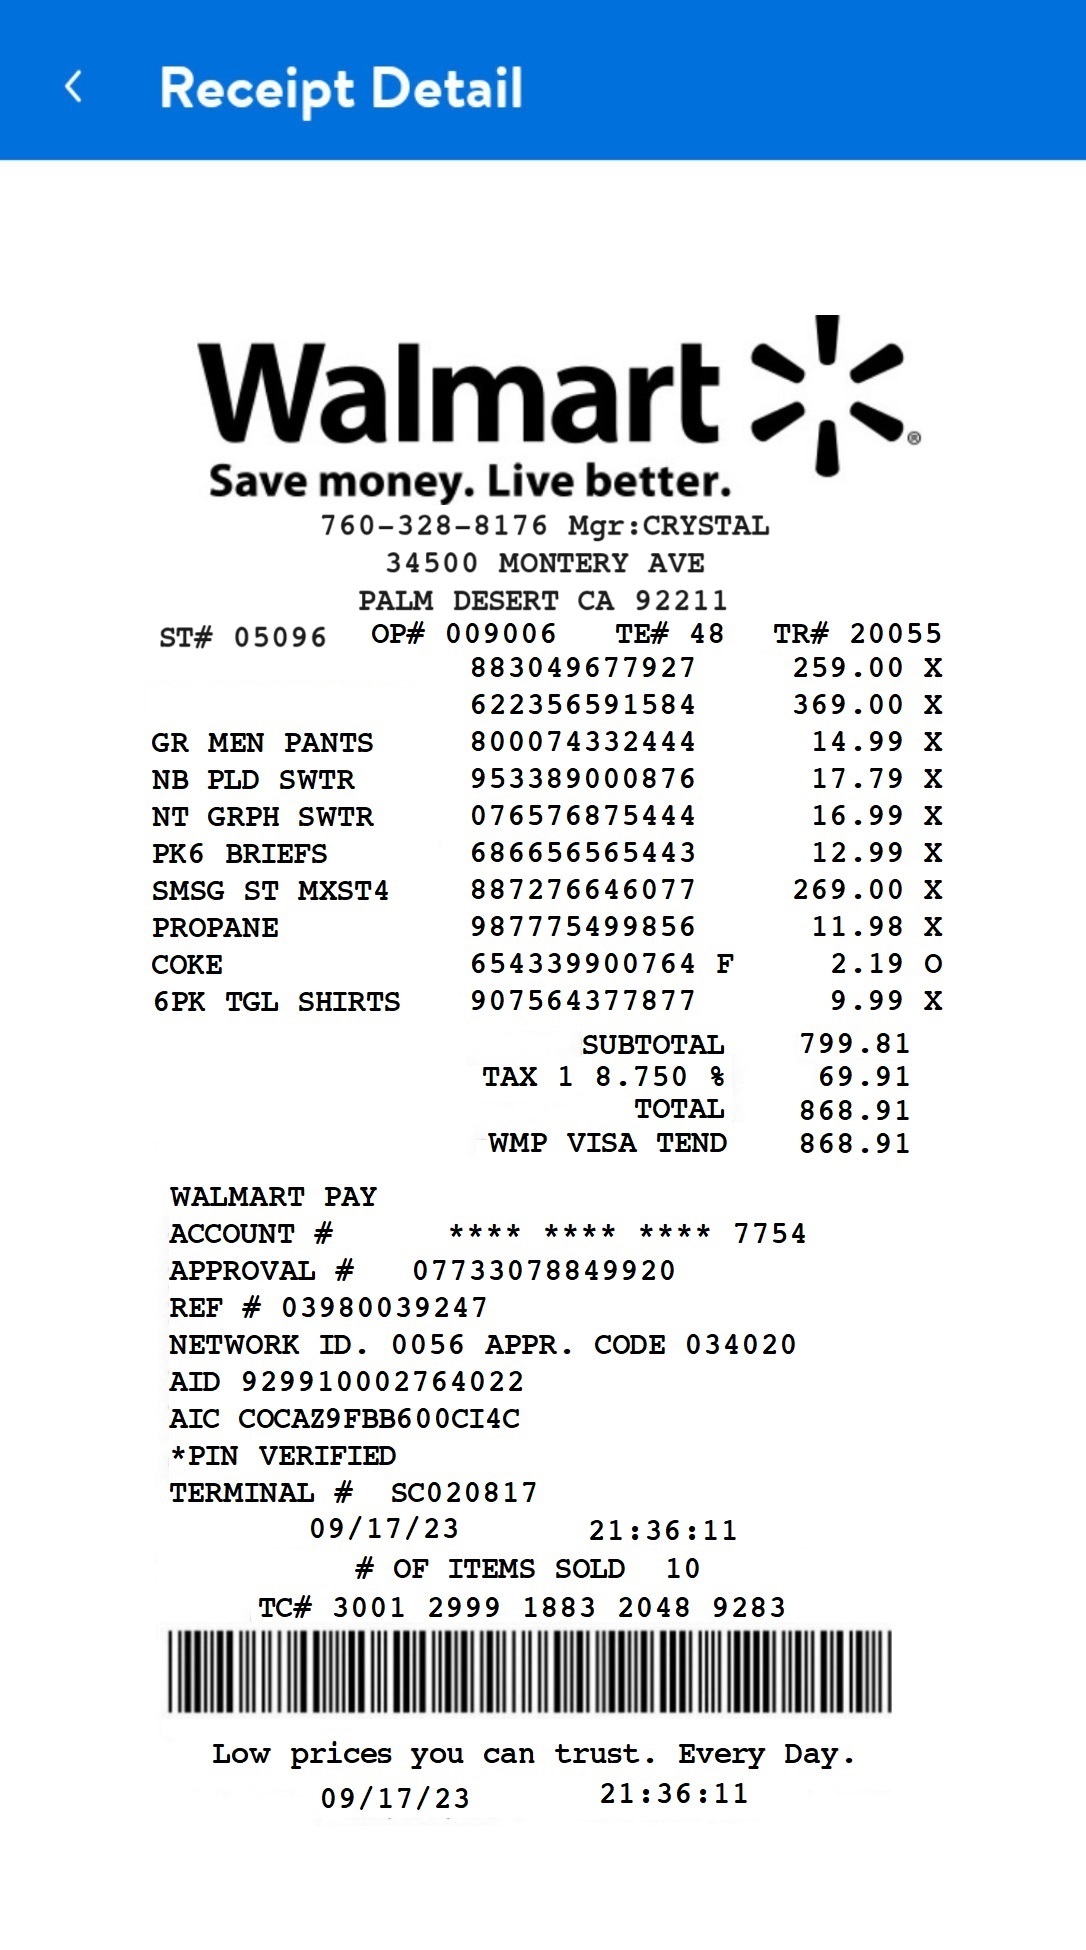 Receipt Detail
Walmart ®
Save money. Live better.
760-328-8176 Mgr:CRYSTAL
34500 MONTERY AVE
PALM DESERT CA 92211
ST# 05096 OP# 009006 TE# 48 TR# 20055
883049677927 259.00 X
622356591584 369.00 X
GR MEN PANTS 800074332444 14.99 X
NB PLD SWTR 953389000876 17.79 X
NT GRPH SWTR 076576875444 16.99 X
PK6 BRIEFS 686656565443 12.99 X
SMSG ST MXST4 887276646077 269.00 X
PROPANE 987775499856 11.98 X
COKE 654339900764 F 2.19 O
6PK TGL SHIRTS 907564377877 9.99 X
SUBTOTAL 799.81
TAX 1 8.750 % 69.91
TOTAL 868.91
WMP VISA TEND 868.91
WALMART PAY
ACCOUNT # **** **** **** 7754
APPROVAL # 07733078849920
REF # 03980039247
NETWORK ID. 0056 APPR. CODE 034020
AID 929910002764022
AIC COCAZ9FBB600CI4C
*PIN VERIFIED
TERMINAL # SC020817
09/17/23 21:36:11
# OF ITEMS SOLD 10
TC# 3001 2999 1883 2048 9283
Low prices you can trust. Every Day.
09/17/23 21:36:11